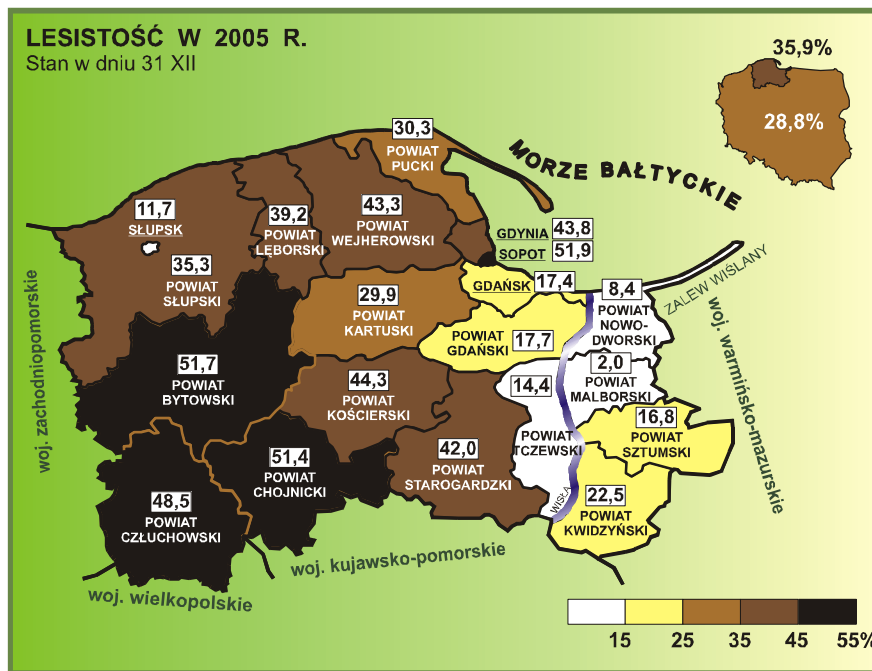 LESISTOŚĆ W 2005 R.
Stan w dniu 31 XII
35,9%
28,8%
MORZE BAŁTYCKIE
30,3
POWIAT
PUCKI
11,7
SŁUPSK
39,2
POWIAT
LĘBORSKI
43,3
POWIAT
WEJHEROWSKI
GDYNIA 43,8
SOPOT 51,9
35,3
POWIAT
SŁUPSKI
29,9
POWIAT
KARTUSKI
GDAŃSK 17,4
8,4
POWIAT
NOWO-
DWORSKI
ZALEW WIŚLANY
POWIAT
GDAŃSKI
17,7
51,7
POWIAT
BYTOWSKI
44,3
POWIAT
KOŚCIERSKI
14,4
POWIAT
TCZEWSKI
2,0
POWIAT
MALBORSKI
16,8
POWIAT
SZTUMSKI
48,5
POWIAT
CZŁUCHOWSKI
51,4
POWIAT
CHOJNICKI
42,0
POWIAT
STAROGARDZKI
WISŁA
22,5
POWIAT
KWIDZYŃSKI
woj. zachodniopomorskie
woj. warmińsko-mazurskie
woj. kujawsko-pomorskie
woj. wielkopolskie
15 25 35 45 55%